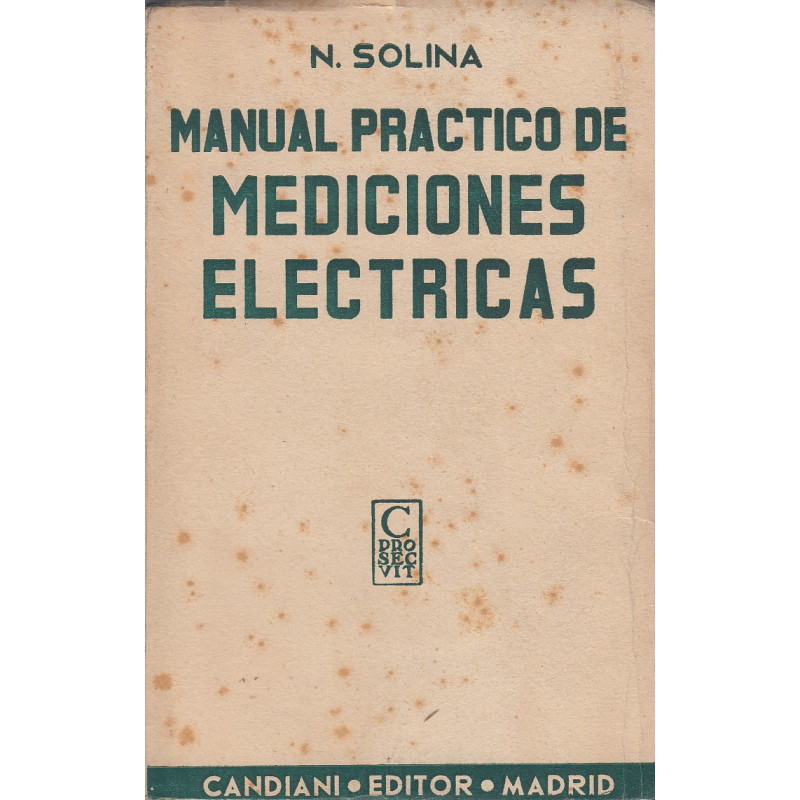 N. SOLINA
MANUAL PRACTICO DE
MEDICIONES
ELECTRICAS
C
PRO
SEC
VIT
CANDIANI • EDITOR • MADRID